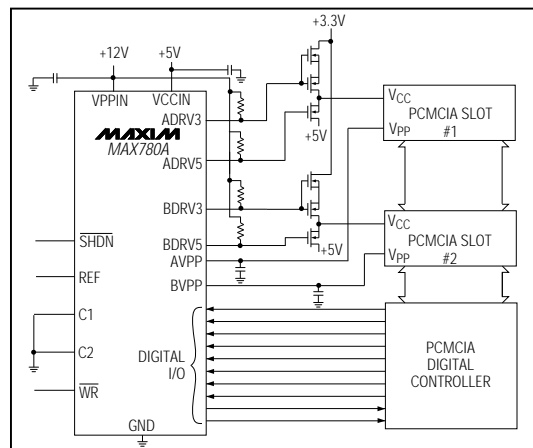 +3.3V
+12V
+5V
VPPIN
VCCIN
ADRV3
MAXIM
MAX780A
ADRV5
+5V
VCC
VPP
PCMCIA SLOT
#1
BDRV3
BDRV5
+5V
AVPP
BVPP
VCC
VPP
PCMCIA SLOT
#2
SHDN
REF
C1
C2
WR
GND
DIGITAL
I/O
PCMCIA
DIGITAL
CONTROLLER